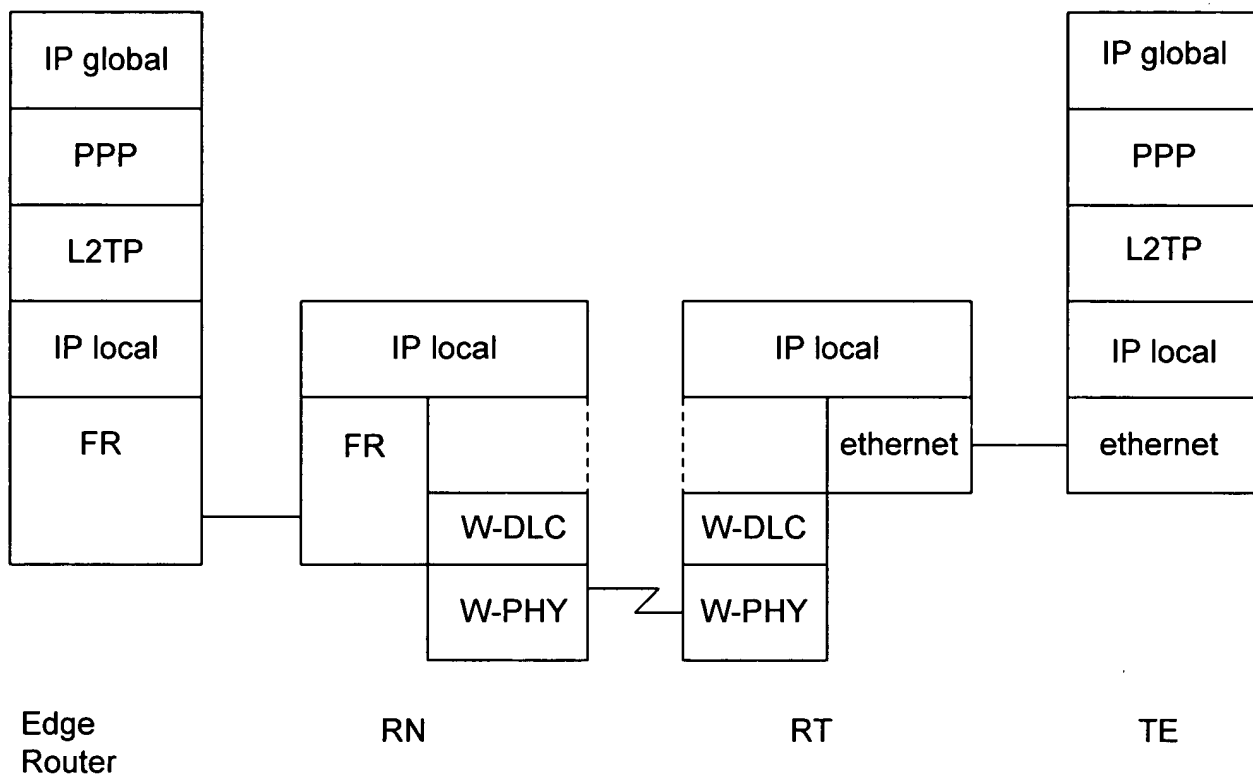 IP global
PPP
L2TP
IP local
FR
IP local
FR
W-DLC
W-PHY
IP local
ethernet
W-DLC
W-PHY
IP global
PPP
L2TP
IP local
ethernet
Edge
Router
RN
RT
TE